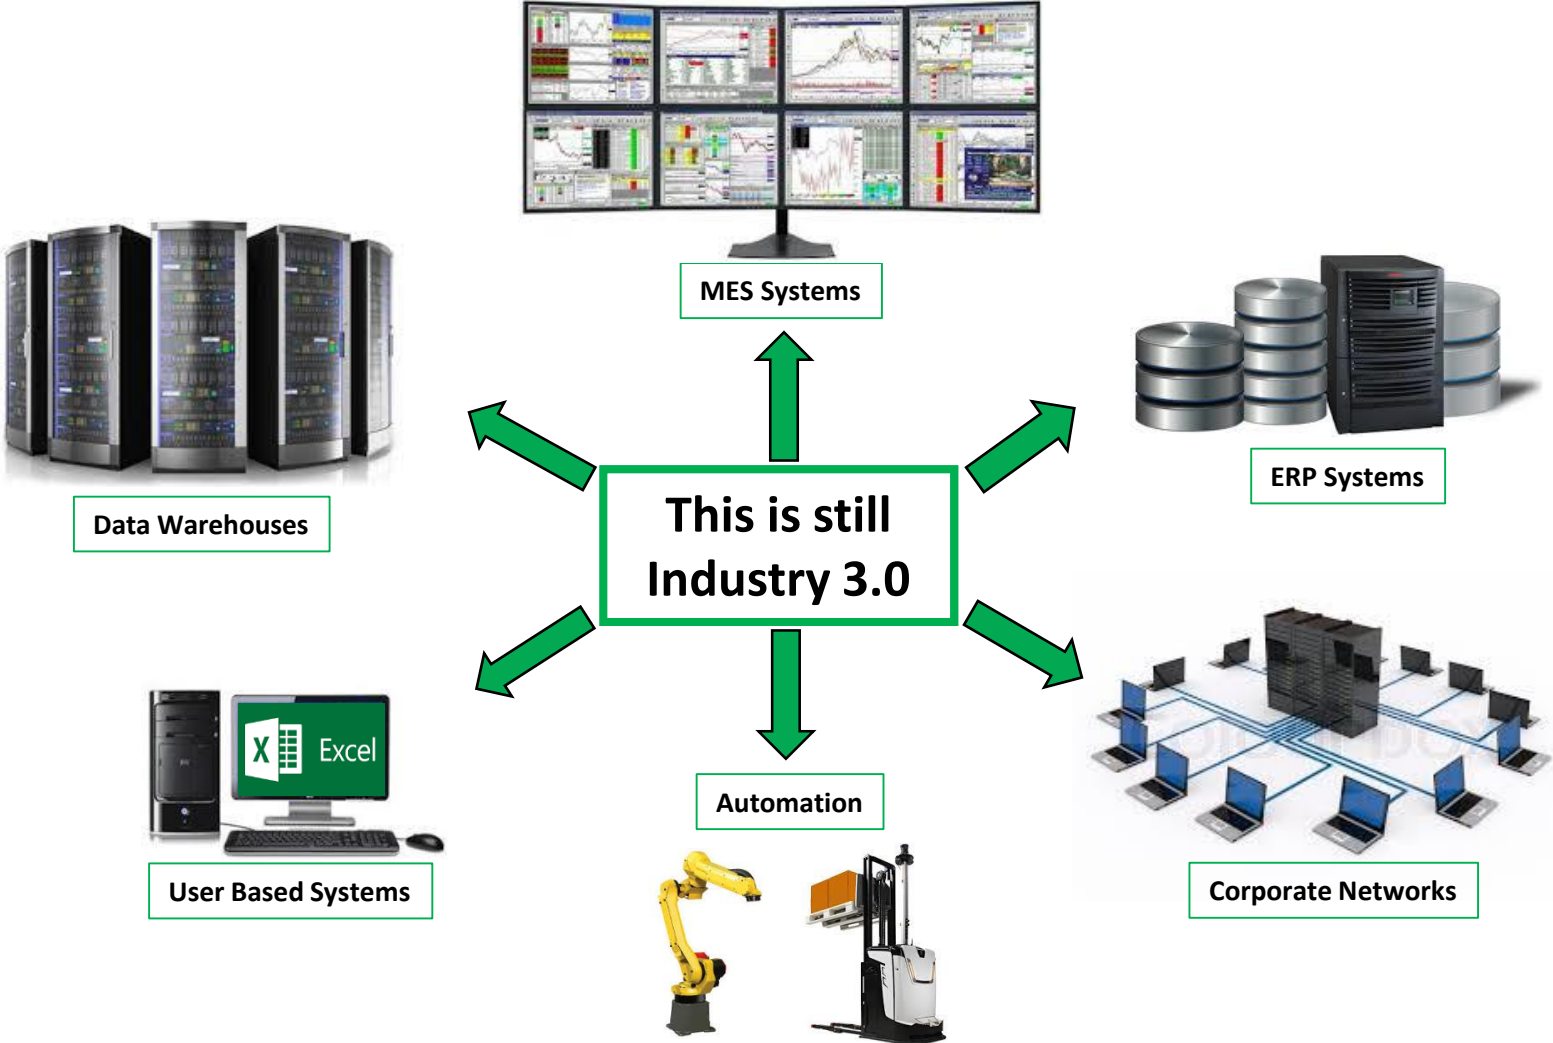 MES Systems
Data Warehouses
ERP Systems
This is still
Industry 3.0
X
Excel
User Based Systems
Automation
Corporate Networks